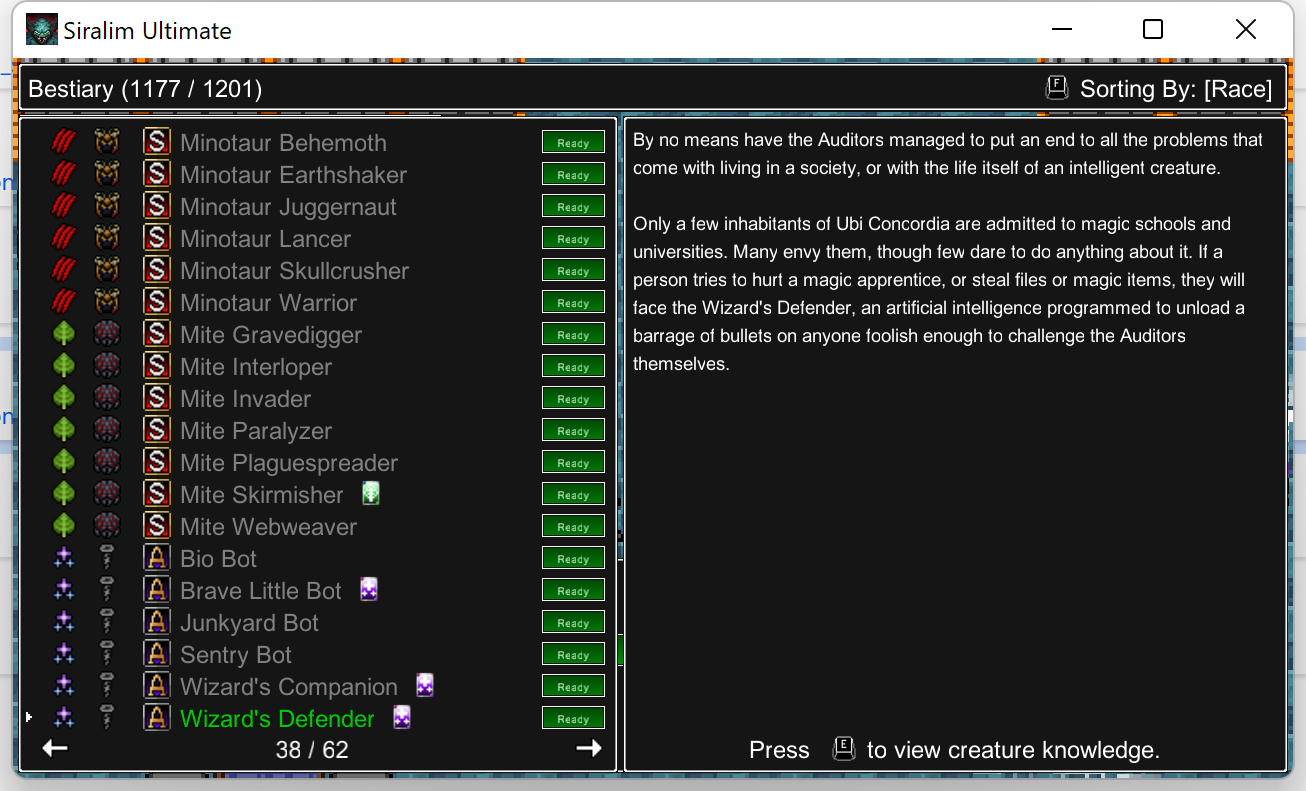 Siralim Ultimate
Bestiary (1177 / 1201)
F Sorting By: [Race]
S Minotaur Behemoth Ready
S Minotaur Earthshaker Ready
S Minotaur Juggernaut Ready
S Minotaur Lancer Ready
S Minotaur Skullcrusher Ready
S Minotaur Warrior Ready
S Mite Gravedigger Ready
S Mite Interloper Ready
S Mite Invader Ready
S Mite Paralyzer Ready
S Mite Plaguespreader Ready
S Mite Skirmisher Ready
S Mite Webweaver Ready
A Bio Bot Ready
A Brave Little Bot Ready
A Junkyard Bot Ready
A Sentry Bot Ready
A Wizard's Companion Ready
A Wizard's Defender Ready
38 / 62
By no means have the Auditors managed to put an end to all the problems that
come with living in a society, or with the life itself of an intelligent creature.
Only a few inhabitants of Ubi Concordia are admitted to magic schools and
universities. Many envy them, though few dare to do anything about it. If a
person tries to hurt a magic apprentice, or steal files or magic items, they will
face the Wizard's Defender, an artificial intelligence programmed to unload a
barrage of bullets on anyone foolish enough to challenge the Auditors
themselves.
Press E to view creature knowledge.